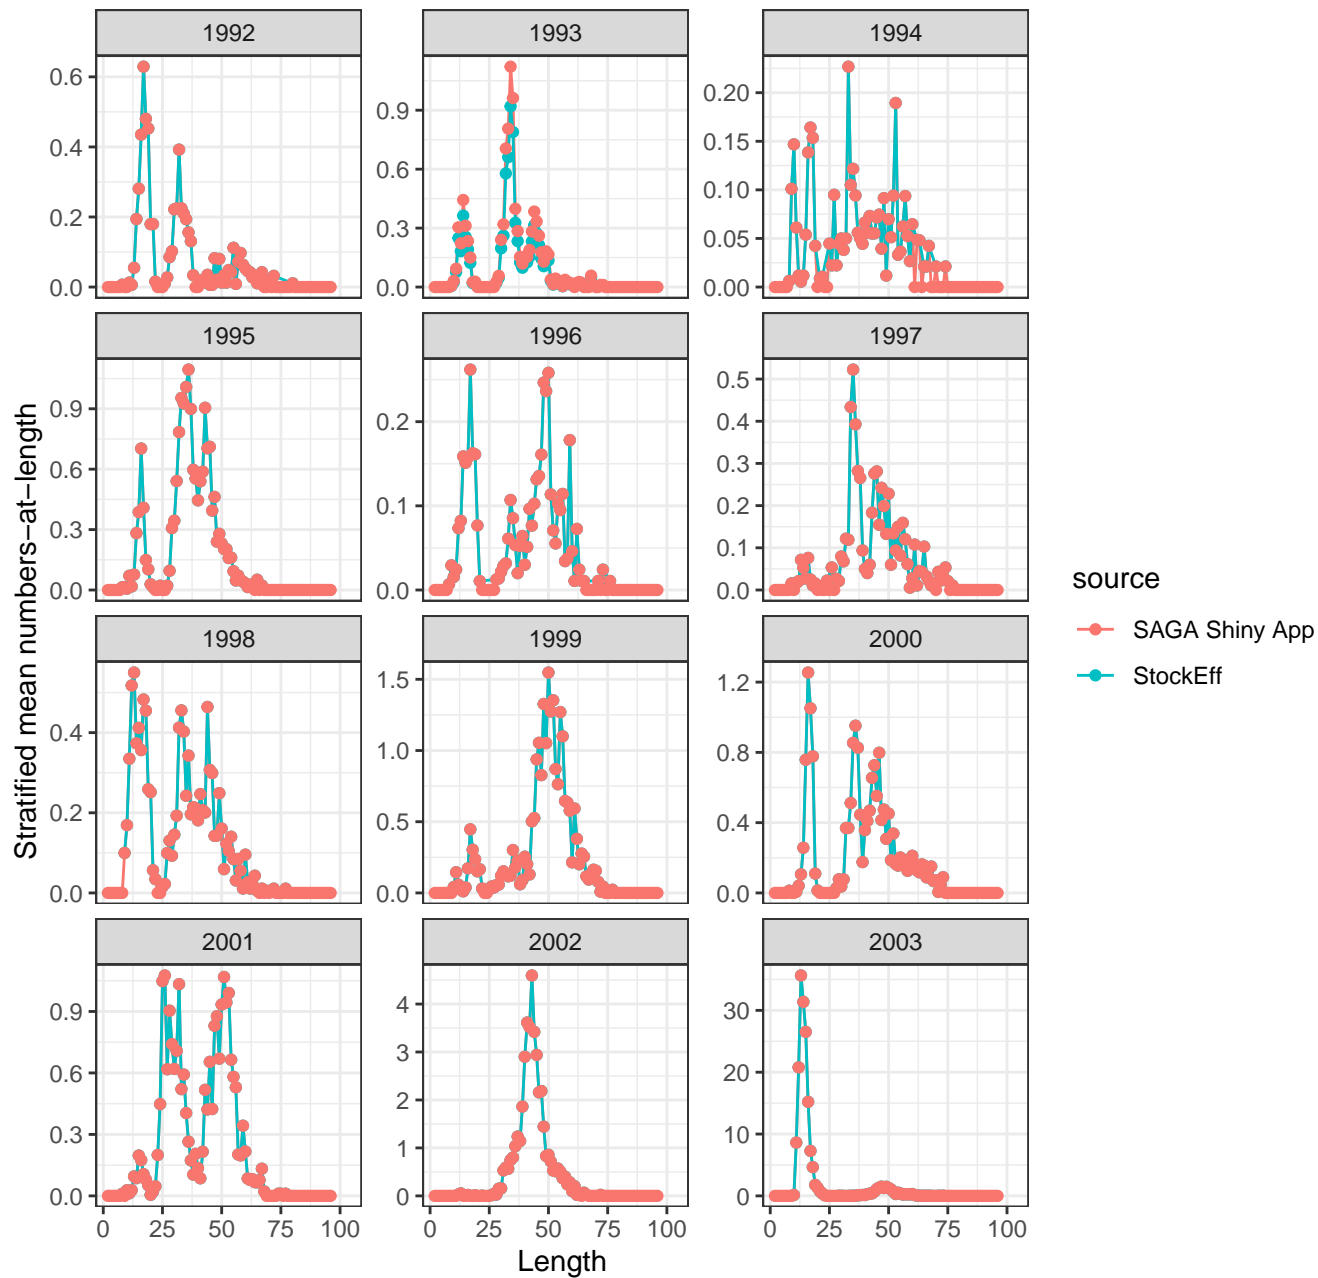 1992 1993 1994
0.6 0.4 0.2 0.0
0.9 0.6 0.3 0.0
0.20 0.15 0.10 0.05 0.00
1995 1996 1997
0.9 0.6 0.3 0.0
0.2 0.1 0.0
0.5 0.4 0.3 0.2 0.1 0.0
1998 1999 2000
0.4 0.2 0.0
1.5 1.0 0.5 0.0
1.2 0.8 0.4 0.0
2001 2002 2003
0.9 0.6 0.3 0.0
4 3 2 1 0
30 20 10 0
0 25 50 75 100 0 25 50 75 100 0 25 50 75 100
Length
Stratified mean numbers−at−length
source
SAGA Shiny App
StockEff